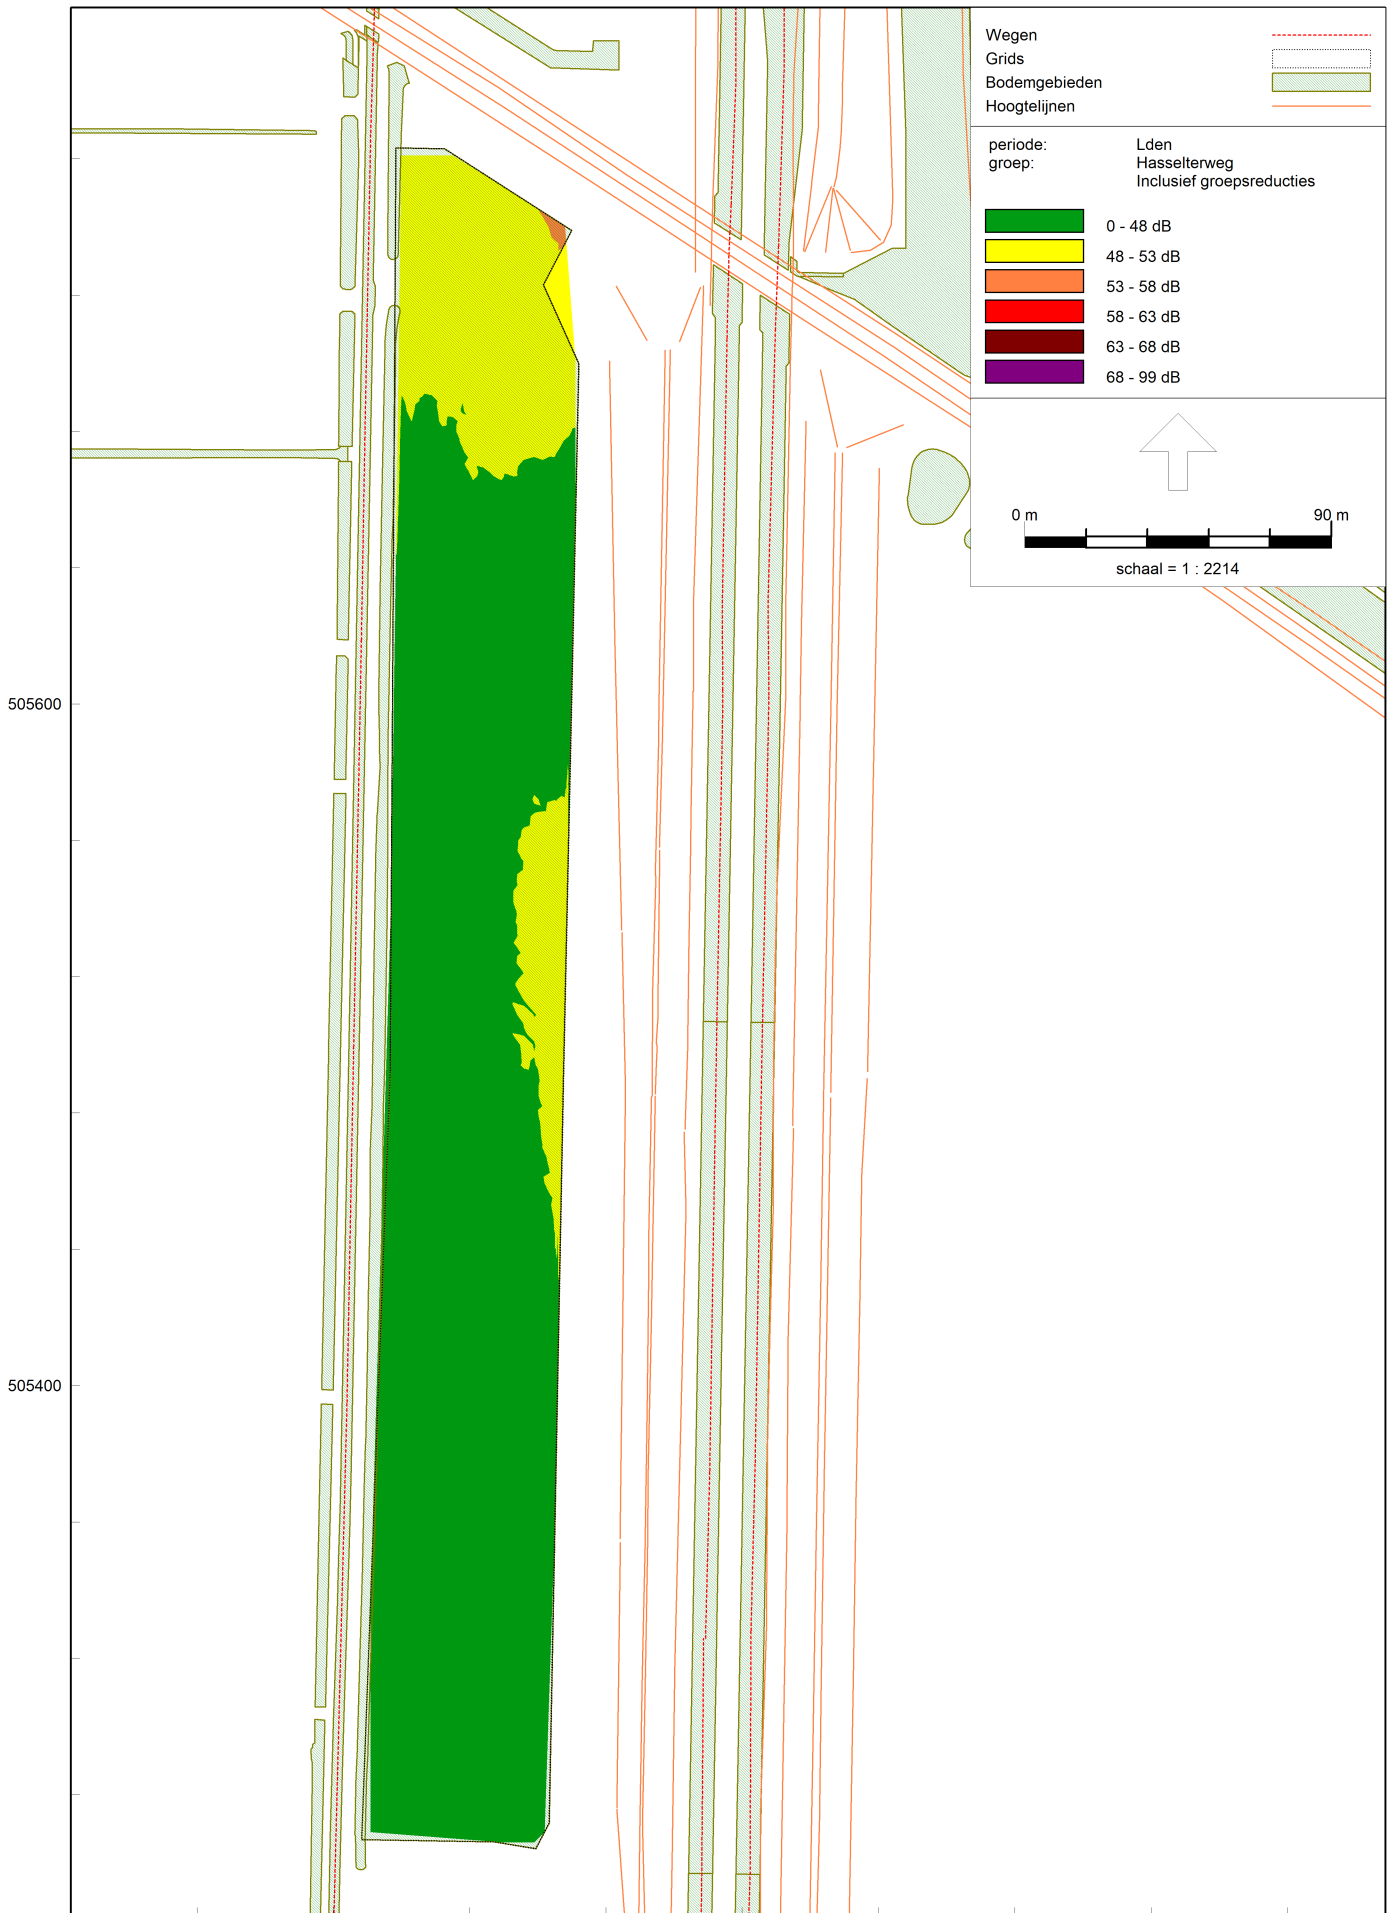 Wegen
Grids
Bodemgebieden
Hoogtelijnen
periode: Lden
groep: Hasselterweg
Inclusief groepsreducties
0 - 48 dB
48 - 53 dB
53 - 58 dB
58 - 63 dB
63 - 68 dB
68 - 99 dB
0 m 90 m
schaal = 1 : 2214
505600
505400